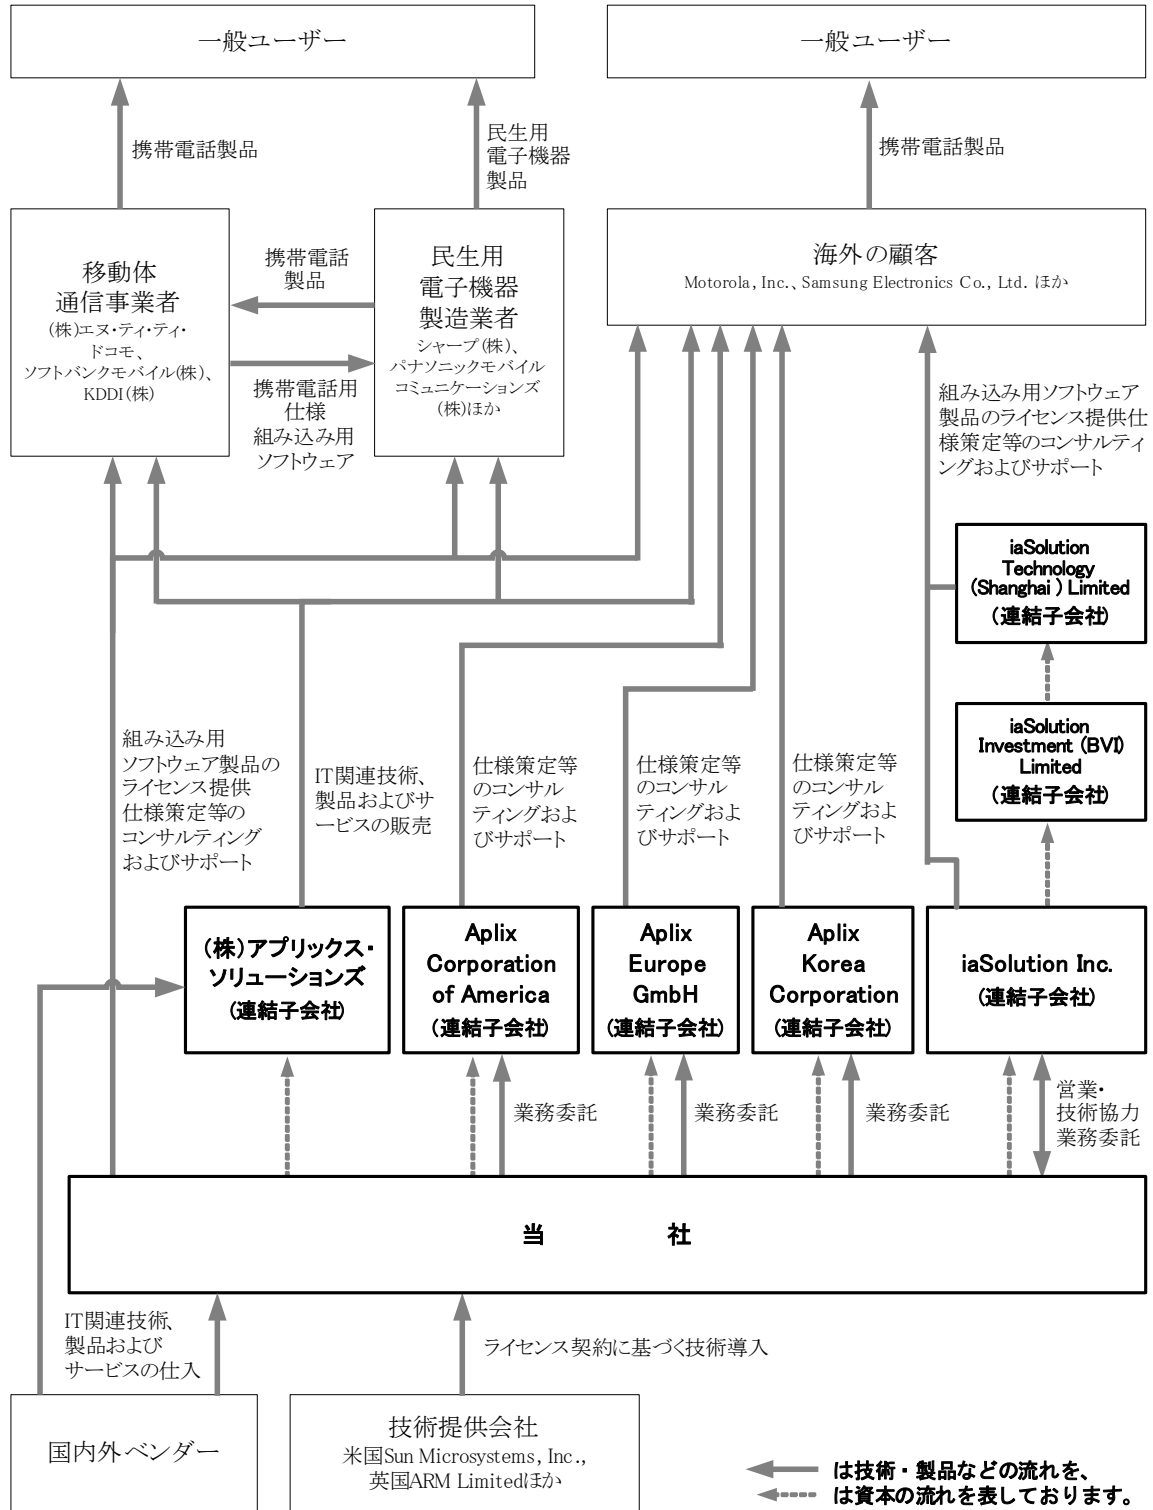 一般ユーザー
一般ユーザー
携帯電話製品
民生用
電子機器
製品
携帯電話製品
移動体
通信事業者
(株)エヌ・ティ・ティ・
ドコモ、
ソフトバンクモバイル(株)、
KDDI(株)
携帯電話
製品
携帯電話用
仕様
組み込み用
ソフトウェア
民生用
電子機器
製造業者
シャープ(株)、
パナソニックモバイル
コミュニケーションズ
(株)ほか
海外の顧客
Motorola, Inc.、Samsung Electronics Co., Ltd. ほか
組み込み用ソフトウェア
製品のライセンス提供仕
様策定等のコンサルティ
ングおよびサポート
iaSolution
Technology
(Shanghai ) Limited
(連結子会社)
iaSolution
Investment (BVI)
Limited
(連結子会社)
組み込み用
ソフトウェア製品の
ライセンス提供
仕様策定等の
コンサルティング
およびサポート
IT関連技術、
製品およびサ
ービスの販売
仕様策定等
のコンサル
ティングおよ
びサポート
仕様策定等
のコンサル
ティングおよ
びサポート
仕様策定等
のコンサル
ティングおよ
びサポート
(株)アプリックス・
ソリューションズ
(連結子会社)
Aplix
Corporation
of America
(連結子会社)
Aplix
Europe
GmbH
(連結子会社)
Aplix
Korea
Corporation
(連結子会社)
iaSolution Inc.
(連結子会社)
業務委託
業務委託
業務委託
営業・
技術協力
業務委託
当 社
IT関連技術、
製品および
サービスの仕入
ライセンス契約に基づく技術導入
国内外ベンダー
技術提供会社
米国Sun Microsystems, Inc.,
英国ARM Limitedほか
は技術・製品などの流れを、
は資本の流れを表しております。